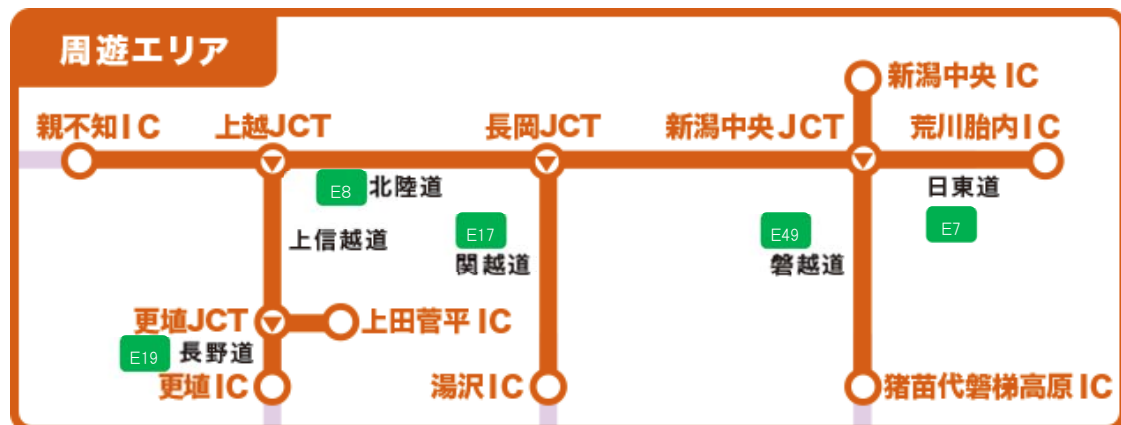 周遊エリア
新潟中央 IC
親不知IC
上越JCT
長岡JCT
新潟中央JCT
荒川胎内IC
E8 北陸道
日東道
E7
上信越道
E17
関越道
E49
磐越道
更埴JCT
上田菅平 IC
E19 長野道
更埴IC
湯沢IC
猪苗代磐梯高原 IC